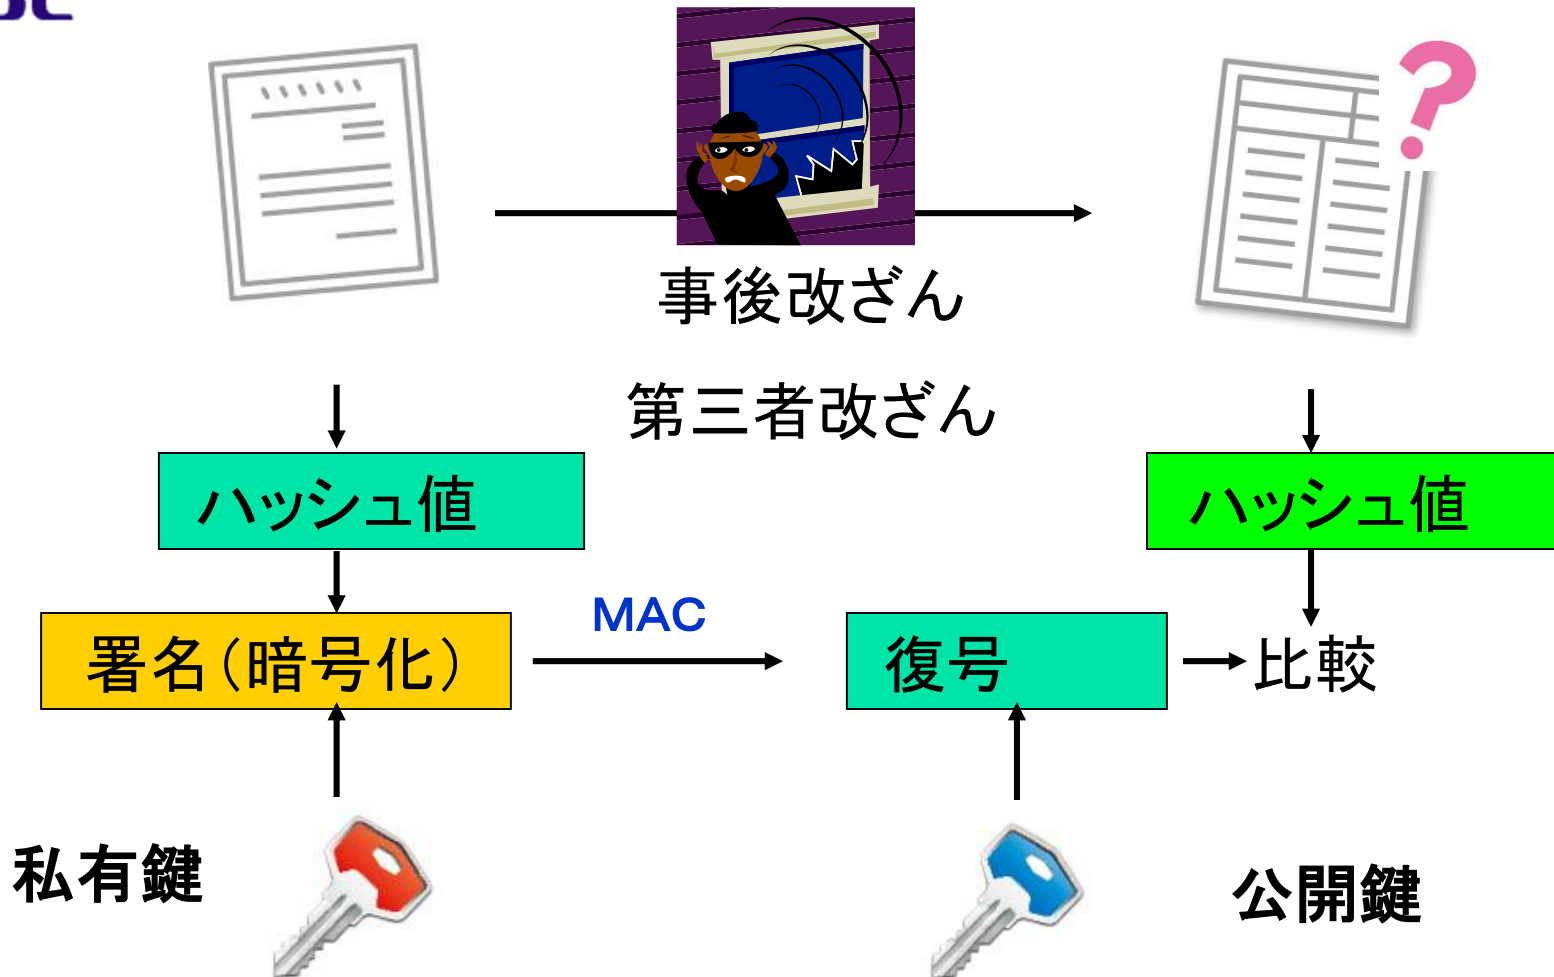 事後改ざん
第三者改ざん
ハッシュ値
ハッシュ値
署名（暗号化）
MAC
復号
比較
私有鍵
公開鍵